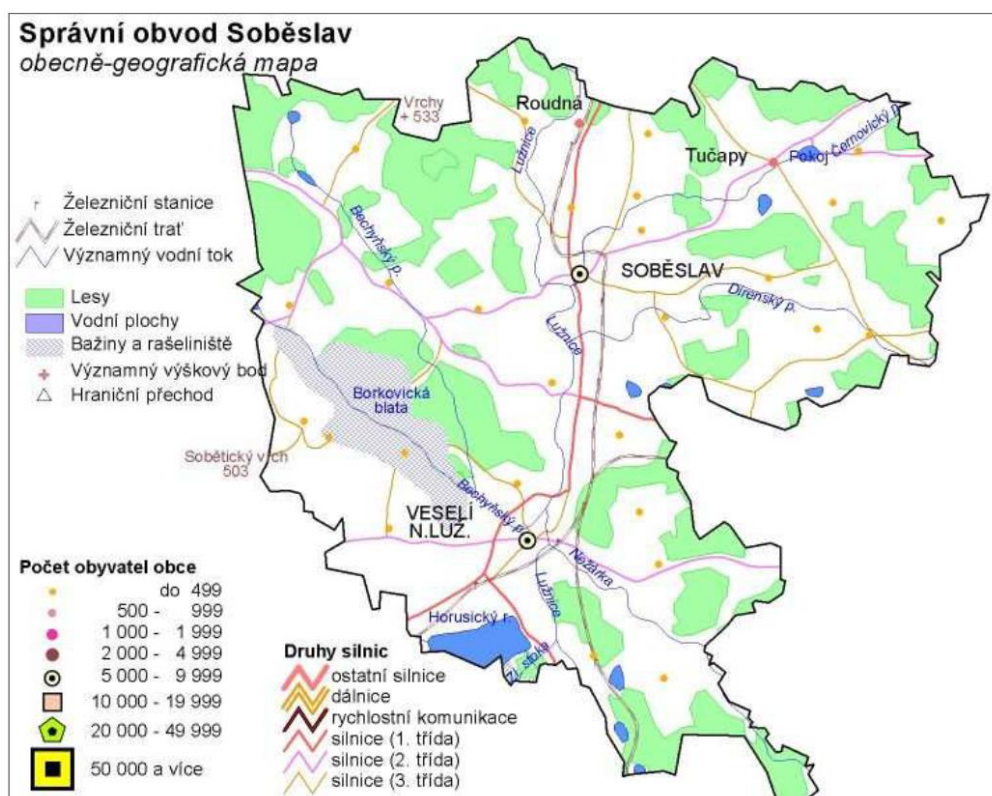 Správní obvod Soběslav
obecně-geografická mapa
Vrchy
+ 533
Roudná
Lužnice
Tučapy
Pokoj
Černovický p.
Železniční stanice
Železniční trať
Významný vodní tok
Bechyňský p.
SOBĚSLAV
Dírenský p.
Lesy
Vodní plochy
Bažiny a rašeliniště
Významný výškový bod
Hraniční přechod
Lužnice
Borkovická
blata
Sobětický vrch
503
Bechyňský p.
VESELÍ
N.LUŽ.
Nežárka
Lužnice
Horusický r.
Zl. stoka
Počet obyvatel obce
do 499
500 - 999
1 000 - 1 999
2 000 - 4 999
5 000 - 9 999
10 000 - 19 999
20 000 - 49 999
50 000 a více
Druhy silnic
ostatní silnice
dálnice
rychlostní komunikace
silnice (1. třída)
silnice (2. třída)
silnice (3. třída)